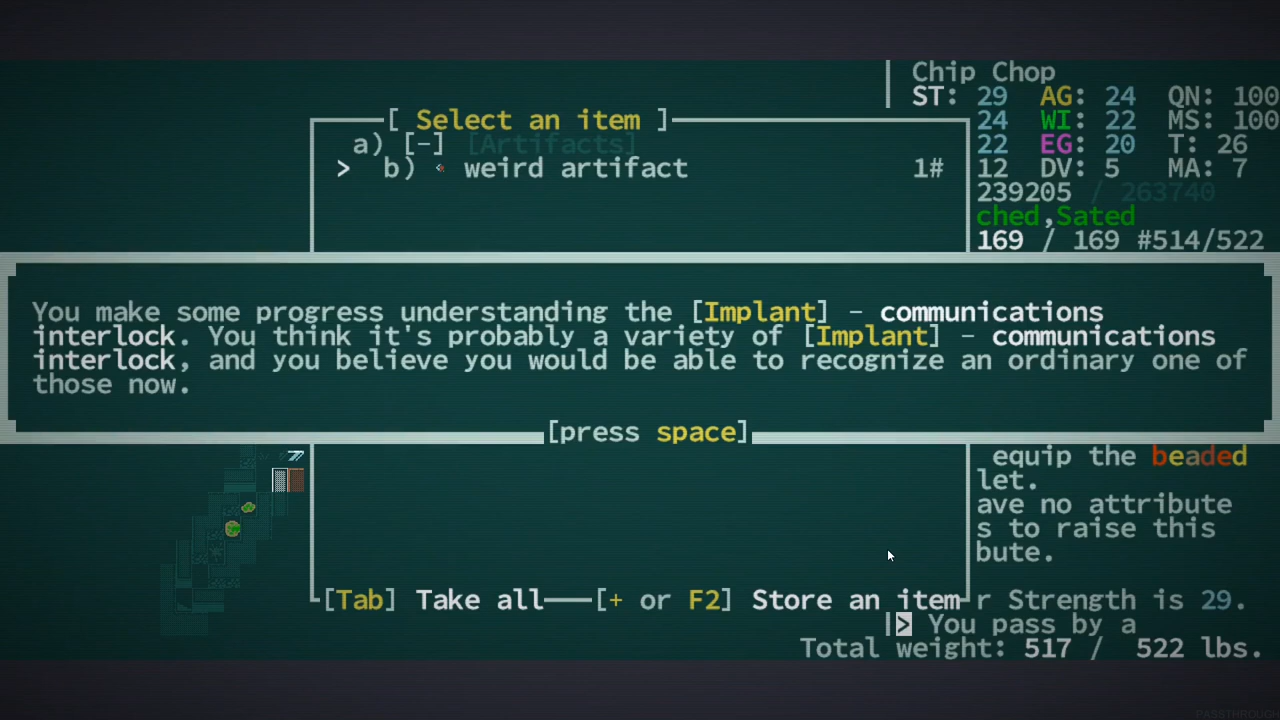 Chip Chop
ST: 29 AG: 24 QN: 100
[ Select an item ]
24 WI: 22 MS: 100
a) [-] [Artifacts]
22 EG: 20 T: 26
> b) weird artifact 1#
12 DV: 5 MA: 7
239205 / 263740
ched,Sated
169 / 169 #514/522
You make some progress understanding the [Implant] - communications
interlock. You think it's probably a variety of [Implant] - communications
interlock, and you believe you would be able to recognize an ordinary one of
those now.
[press space]
equip the beaded
let.
ave no attribute
s to raise this
bute.
[Tab] Take all [+ or F2] Store an item
r Strength is 29.
> You pass by a
Total weight: 517 / 522 lbs.